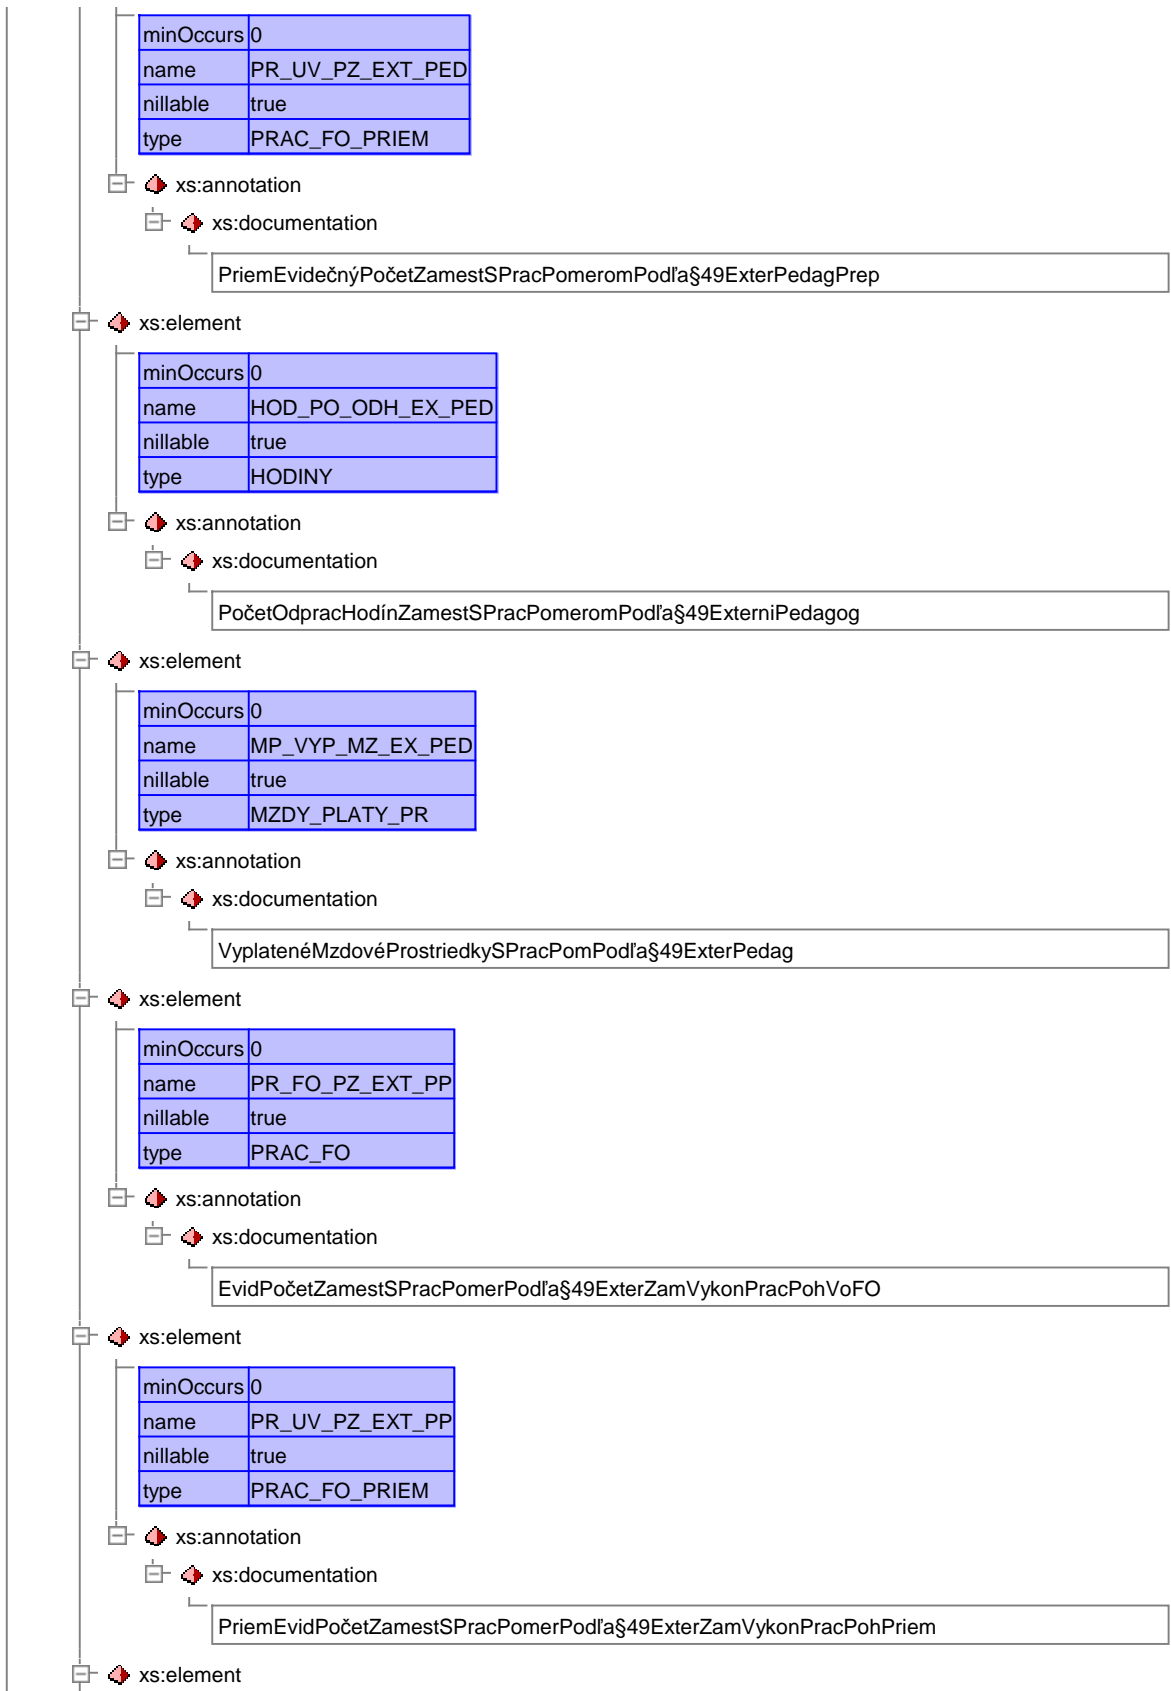 minOccurs 0
name PR_UV_PZ_EXT_PED
nillable true
type PRAC_FO_PRIEM
xs:annotation
xs:documentation
PriemEvidečnýPočetZamestSPracPomeromPodľa§49ExterPedagPrep
xs:element
minOccurs 0
name HOD_PO_ODH_EX_PED
nillable true
type HODINY
xs:annotation
xs:documentation
PočetOdpracHodínZamestSPracPomeromPodľa§49ExterniPedagog
xs:element
minOccurs 0
name MP_VYP_MZ_EX_PED
nillable true
type MZDY_PLATY_PR
xs:annotation
xs:documentation
VyplatenéMzdovéProstriedkySPracPomPodľa§49ExterPedag
xs:element
minOccurs 0
name PR_FO_PZ_EXT_PP
nillable true
type PRAC_FO
xs:annotation
xs:documentation
EvidPočetZamestSPracPomerPodľa§49ExterZamVykonPracPohVoFO
xs:element
minOccurs 0
name PR_UV_PZ_EXT_PP
nillable true
type PRAC_FO_PRIEM
xs:annotation
xs:documentation
PriemEvidPočetZamestSPracPomerPodľa§49ExterZamVykonPracPohPriem
xs:element